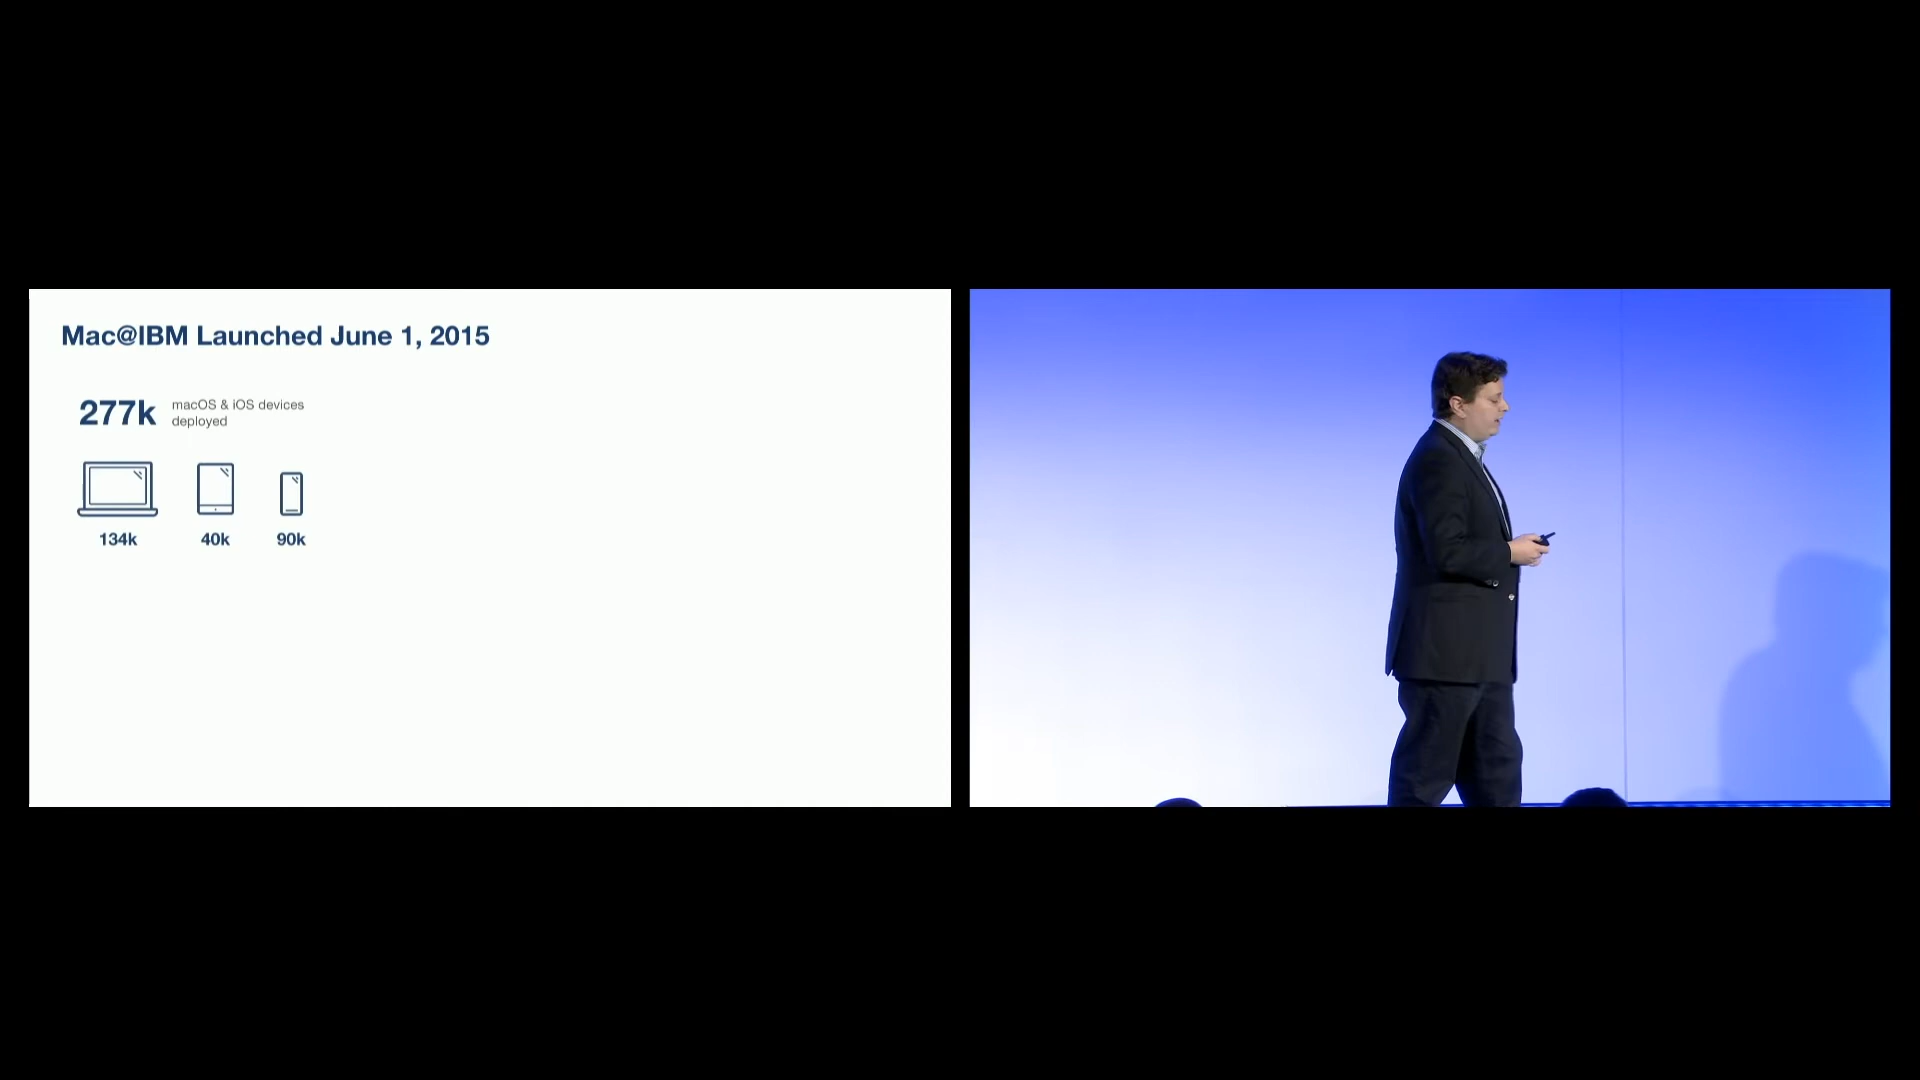 Mac@IBM Launched June 1, 2015
277k
macOS & iOS devices
deployed
134k
40k
90k